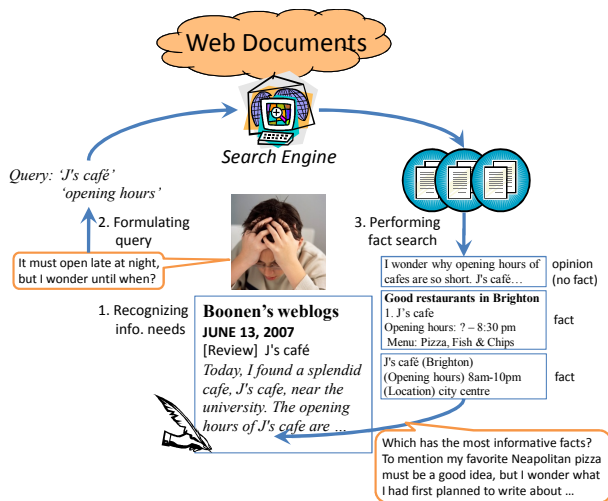 Web Documents
Search Engine
Query: ‘J's café’
‘opening hours’
2. Formulating
query
It must open late at night,
but I wonder until when?
1. Recognizing
info. needs
Boonen’s weblogs
JUNE 13, 2007
[Review] J's café
Today, I found a splendid
cafe, J's cafe, near the
university. The opening
hours of J's cafe are …
3. Performing
fact search
I wonder why opening hours of
cafes are so short. J's café…
opinion
(no fact)
Good restaurants in Brighton
1. J’s cafe
Opening hours: ? – 8:30 pm
Menu: Pizza, Fish & Chips
fact
J's café (Brighton)
(Opening hours) 8am-10pm
(Location) city centre
fact
Which has the most informative facts?
To mention my favorite Neapolitan pizza
must be a good idea, but I wonder what
I had first planned to write about …